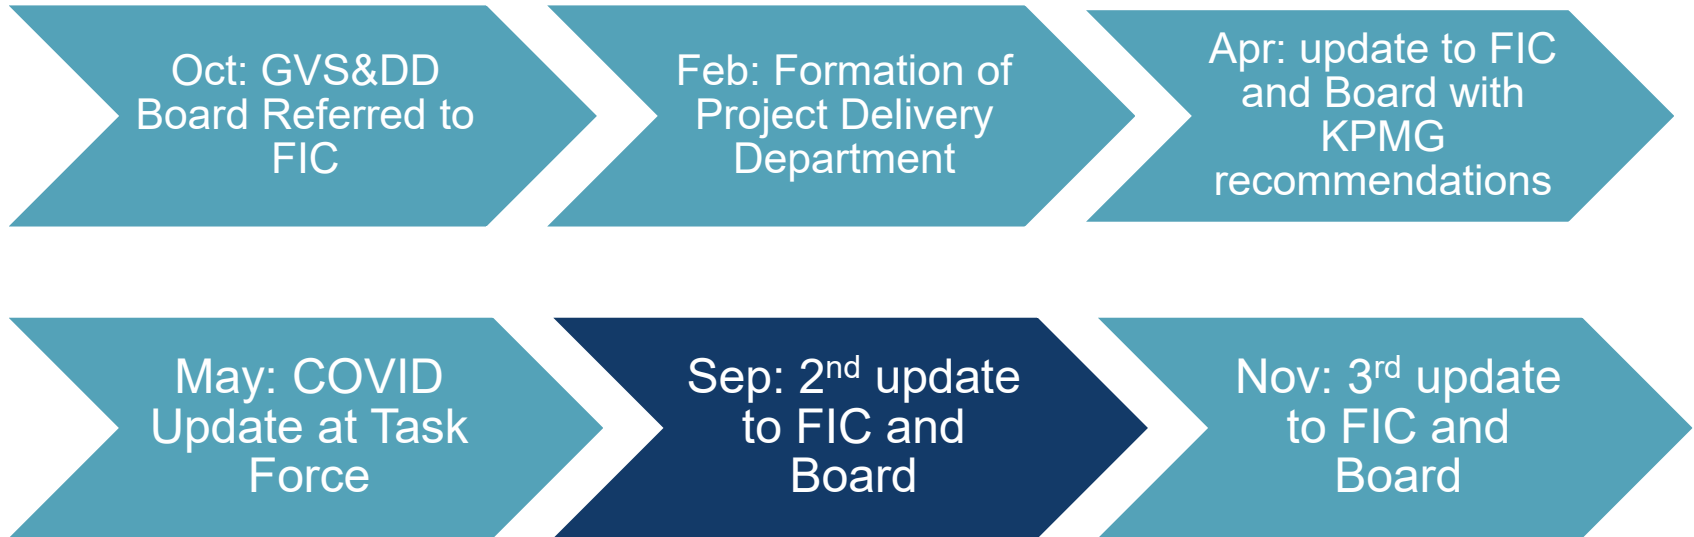 Oct: GVS&DD
Board Referred to
FIC
Feb: Formation of
Project Delivery
Department
Apr: update to FIC
and Board with
KPMG
recommendations
May: COVID
Update at Task
Force
Sep: 2nd update
to FIC and
Board
Nov: 3rd update
to FIC and
Board